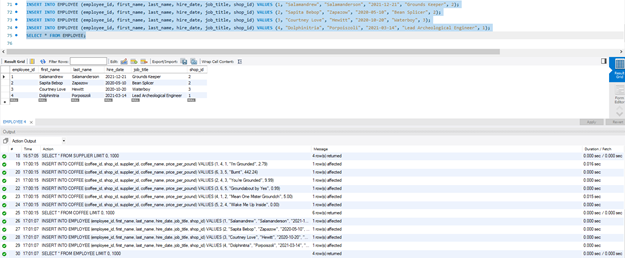 71 INSERT INTO EMPLOYEE (employee_id, first_name, last_name, hire_date, job_title, shop_id) VALUES (1, "Salamandrew", "Salamanderson", "2021-12-21", "Grounds Keeper", 2);
72 INSERT INTO EMPLOYEE (employee_id, first_name, last_name, hire_date, job_title, shop_id) VALUES (2, "Sapita Bebop", "Zapasov", "2020-05-10", "Bean Splicer", 2);
73 INSERT INTO EMPLOYEE (employee_id, first_name, last_name, hire_date, job_title, shop_id) VALUES (3, "Courtney Love", "Hewitt", "2020-10-20", "Waterboy", 3);
74 INSERT INTO EMPLOYEE (employee_id, first_name, last_name, hire_date, job_title, shop_id) VALUES (4, "Dolphintria", "Porpossoli", "2021-03-14", "Lead Archeological Engineer", 1);
75 SELECT * FROM EMPLOYEE;
Result Grid Filter Rows: Edit: Export/Import: Wrap Cell Content:
employee_id first_name last_name hire_date job_title shop_id
1 Salamandrew Salamanderson 2021-12-21 Grounds Keeper 2
2 Sapita Bebop Zapasov 2020-05-10 Bean Splicer 2
3 Courtney Love Hewitt 2020-10-20 Waterboy 3
4 Dolphintria Porpossoli 2021-03-14 Lead Archeological Engineer 1
NULL NULL NULL NULL NULL NULL
Result Grid
Form Editor
EMPLOYEE 4
Apply Revert
Output
Action Output
# Time Action Message Duration / Fetch
18 16:57:05 SELECT * FROM SUPPLIER LIMIT 0, 1000 4 row(s) returned 0.000 sec / 0.000 sec
19 17:00:15 INSERT INTO COFFEE (coffee_id, shop_id, supplier_id, coffee_name, price_per_pound) VALUES (1, 4, 1, "I'm Grounded", 2.79) 1 row(s) affected 0.016 sec
20 17:00:15 INSERT INTO COFFEE (coffee_id, shop_id, supplier_id, coffee_name, price_per_pound) VALUES (6, 3, 5, "Burnt", 442.24) 1 row(s) affected 0.000 sec
21 17:00:15 INSERT INTO COFFEE (coffee_id, shop_id, supplier_id, coffee_name, price_per_pound) VALUES (2, 4, 3, "You're Grounded", 5.99) 1 row(s) affected 0.000 sec
22 17:00:15 INSERT INTO COFFEE (coffee_id, shop_id, supplier_id, coffee_name, price_per_pound) VALUES (3, 6, 5, "Groundabout by Yes", 0.99) 1 row(s) affected 0.000 sec
23 17:00:15 INSERT INTO COFFEE (coffee_id, shop_id, supplier_id, coffee_name, price_per_pound) VALUES (4, 2, 1, "Mean One Mister Grounich", 5.00) 1 row(s) affected 0.015 sec
24 17:00:15 INSERT INTO COFFEE (coffee_id, shop_id, supplier_id, coffee_name, price_per_pound) VALUES (5, 2, 4, "Wake Me Up Inside", 0.00) 1 row(s) affected 0.000 sec
25 17:00:15 SELECT * FROM COFFEE LIMIT 0, 1000 6 row(s) returned 0.000 sec / 0.000 sec
26 17:01:07 INSERT INTO EMPLOYEE (employee_id, first_name, last_name, hire_date, job_title, shop_id) VALUES (1, "Salamandrew", "Salamanderson", "2021-1... 1 row(s) affected 0.000 sec
27 17:01:07 INSERT INTO EMPLOYEE (employee_id, first_name, last_name, hire_date, job_title, shop_id) VALUES (2, "Sapita Bebop", "Zapasov", "2020-05-10", "... 1 row(s) affected 0.000 sec
28 17:01:07 INSERT INTO EMPLOYEE (employee_id, first_name, last_name, hire_date, job_title, shop_id) VALUES (3, "Courtney Love", "Hewitt", "2020-10-20", ... 1 row(s) affected 0.000 sec
29 17:01:07 INSERT INTO EMPLOYEE (employee_id, first_name, last_name, hire_date, job_title, shop_id) VALUES (4, "Dolphintria", "Porpossoli", "2021-03-14", ... 1 row(s) affected 0.000 sec
30 17:01:07 SELECT * FROM EMPLOYEE LIMIT 0, 1000 4 row(s) returned 0.000 sec / 0.000 sec